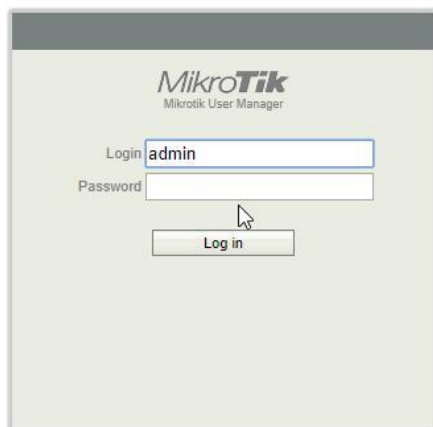 MikroTik
Mikrotik User Manager
Login admin
Password
Log in